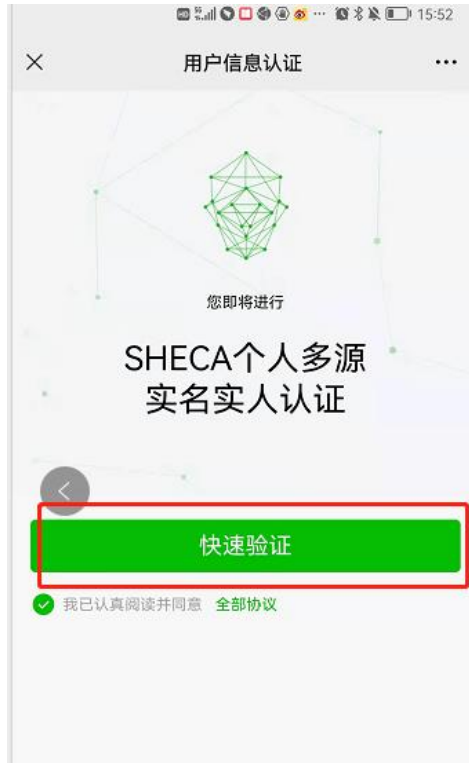 15:52
用户信息认证
您即将进行
SHECA个人多源
实名实人认证
快速验证
我已认真阅读并同意 全部协议